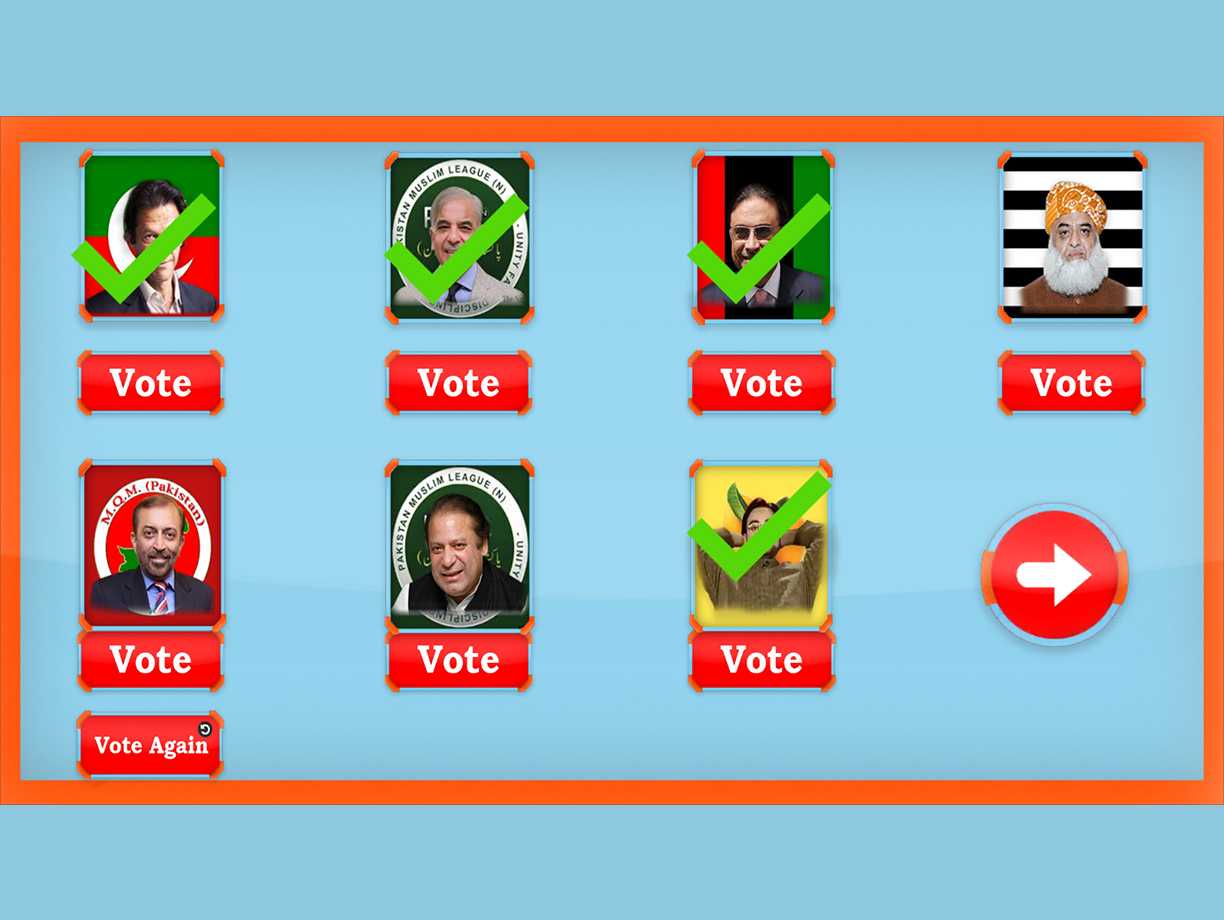 PAKISTAN MUSLIM LEAGUE (N) - UNITY FA
DISCIPLIN
Vote
Vote
Vote
Vote
M.Q.M. (Pakistan)
PAKISTAN MUSLIM LEAGUE (N) - UNITY
DISCIPLIN
Vote
Vote
Vote
Vote Again